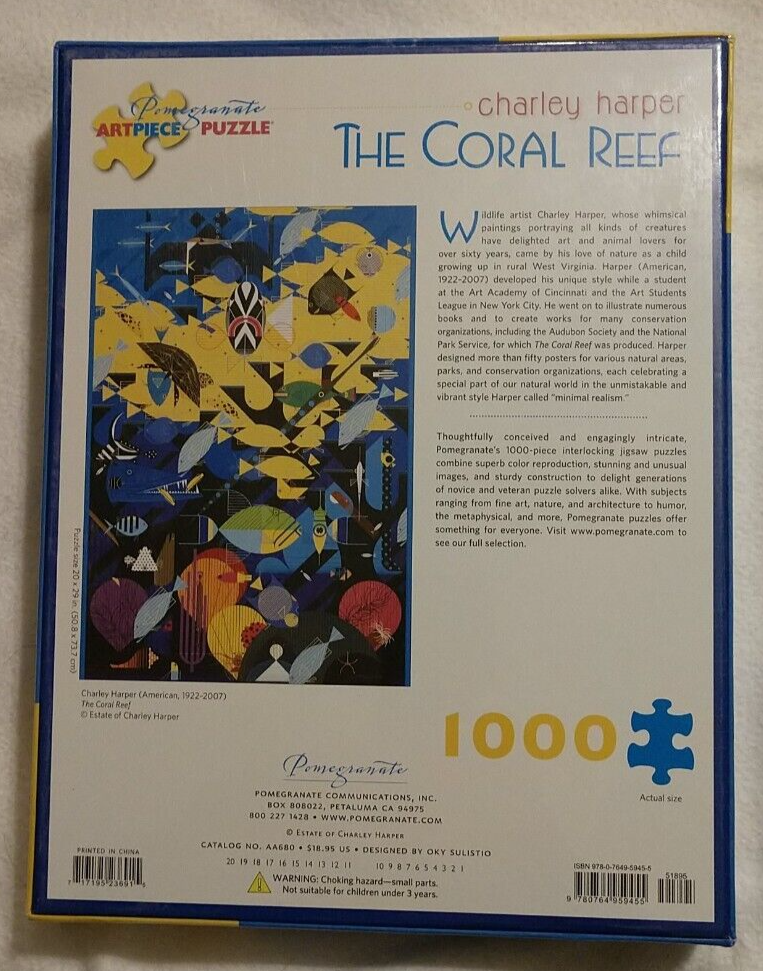 Pomegranate
ARTPIECE PUZZLE
charley harper
THE CORAL REEF
Wildlife artist Charley Harper, whose whimsical
paintings portraying all kinds of creatures
have delighted art and animal lovers for
over sixty years, came by his love of nature as a child
growing up in rural West Virginia. Harper (American,
1922–2007) developed his unique style while a student
at the Art Academy of Cincinnati and the Art Students
League in New York City. He went on to illustrate numerous
books and to create works for many conservation
organizations, including the Audubon Society and the National
Park Service, for which The Coral Reef was produced. Harper
designed more than fifty posters for various natural areas,
parks, and conservation organizations, each celebrating a
special part of our natural world in the unmistakable and
vibrant style Harper called "minimal realism."
Thoughtfully conceived and engagingly intricate,
Pomegranate's 1000-piece interlocking jigsaw puzzles
combine superb color reproduction, stunning and unusual
images, and sturdy construction to delight generations
of novice and veteran puzzle solvers alike. With subjects
ranging from fine art, nature, and architecture to humor,
the metaphysical, and more, Pomegranate puzzles offer
something for everyone. Visit www.pomegranate.com to
see our full selection.
Puzzle size 20 x 29 in. (50.8 x 73.7 cm)
Charley Harper (American, 1922–2007)
The Coral Reef
© Estate of Charley Harper
1000
Actual size
Pomegranate
POMEGRANATE COMMUNICATIONS, INC.
BOX 808022, PETALUMA CA 94975
800 227 1428 • WWW.POMEGRANATE.COM
© ESTATE OF CHARLEY HARPER
CATALOG NO. AA680 • $18.95 US • DESIGNED BY OKY SULISTIO
20 19 18 17 16 15 14 13 12 11 10 9 8 7 6 5 4 3 2 1
WARNING: Choking hazard—small parts.
Not suitable for children under 3 years.
PRINTED IN CHINA
7 17195 23691 5
ISBN 978-0-7649-5945-5
51895
9 780764 959455